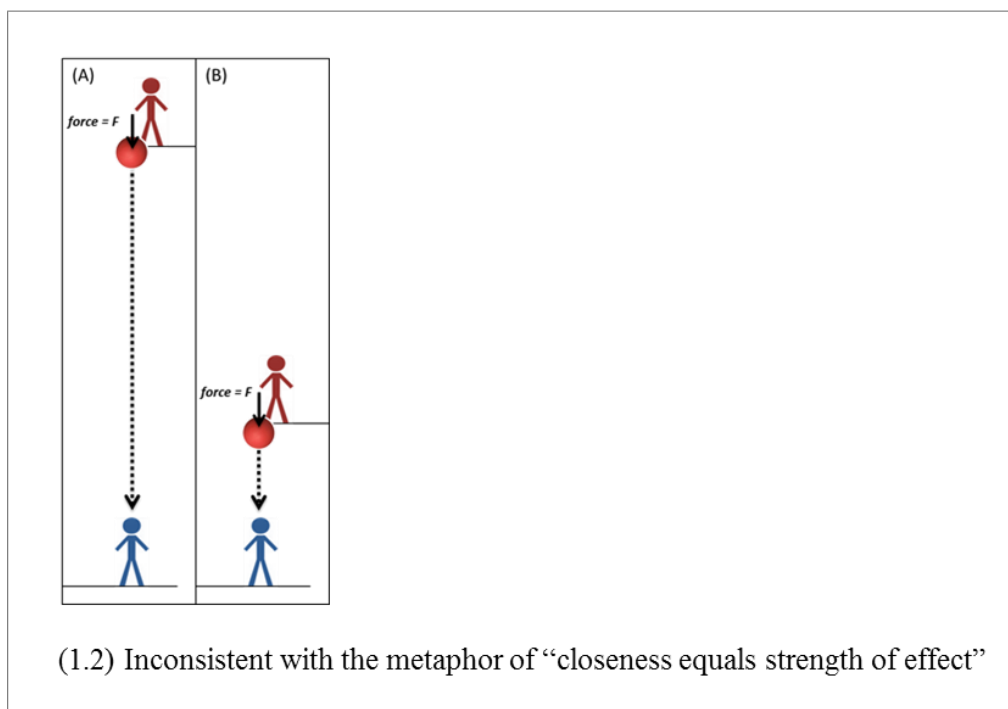 (A)
force = F
(B)
force = F
(1.2) Inconsistent with the metaphor of “closeness equals strength of effect”